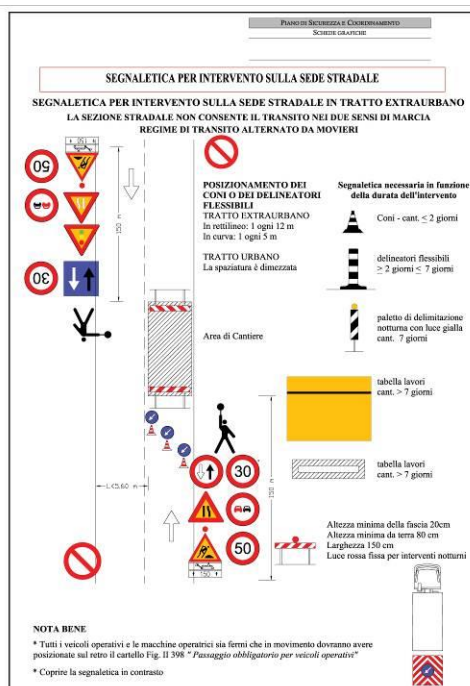 PIANO DI SICUREZZA E COORDINAMENTO
SCHEDE GRAFICHE
SEGNALETICA PER INTERVENTO SULLA SEDE STRADALE
SEGNALETICA PER INTERVENTO SULLA SEDE STRADALE IN TRATTO EXTRAURBANO
LA SEZIONE STRADALE NON CONSENTE IL TRANSITO NEI DUE SENSI DI MARCIA
REGIME DI TRANSITO ALTERNATO DA MOVIERI
50
30
150 m
POSIZIONAMENTO DEI
CONI O DEI DELINEATORI
FLESSIBILI
TRATTO EXTRAURBANO
In rettilineo: 1 ogni 12 m
In curva: 1 ogni 5 m
TRATTO URBANO
La spaziatura è dimezzata
Segnaletica necessaria in funzione
della durata dell'intervento
Coni - cant. ≤ 2 giorni
delineatori flessibili
≥ 2 giorni ≤ 7 giorni
paletto di delimitazione
notturna con luce gialla
cant. 7 giorni
Area di Cantiere
tabella lavori
cant. > 7 giorni
tabella lavori
cant. > 7 giorni
L<5.60 m
30
50
150 m
150
Altezza minima della fascia 20cm
Altezza minima da terra 80 cm
Larghezza 150 cm
Luce rossa fissa per interventi notturni
NOTA BENE
* Tutti i veicoli operativi e le macchine operatrici sia fermi che in movimento dovranno avere
posizionate sul retro il cartello Fig. II 398 "Passaggio obbligatorio per veicoli operativi"
* Coprire la segnaletica in contrasto